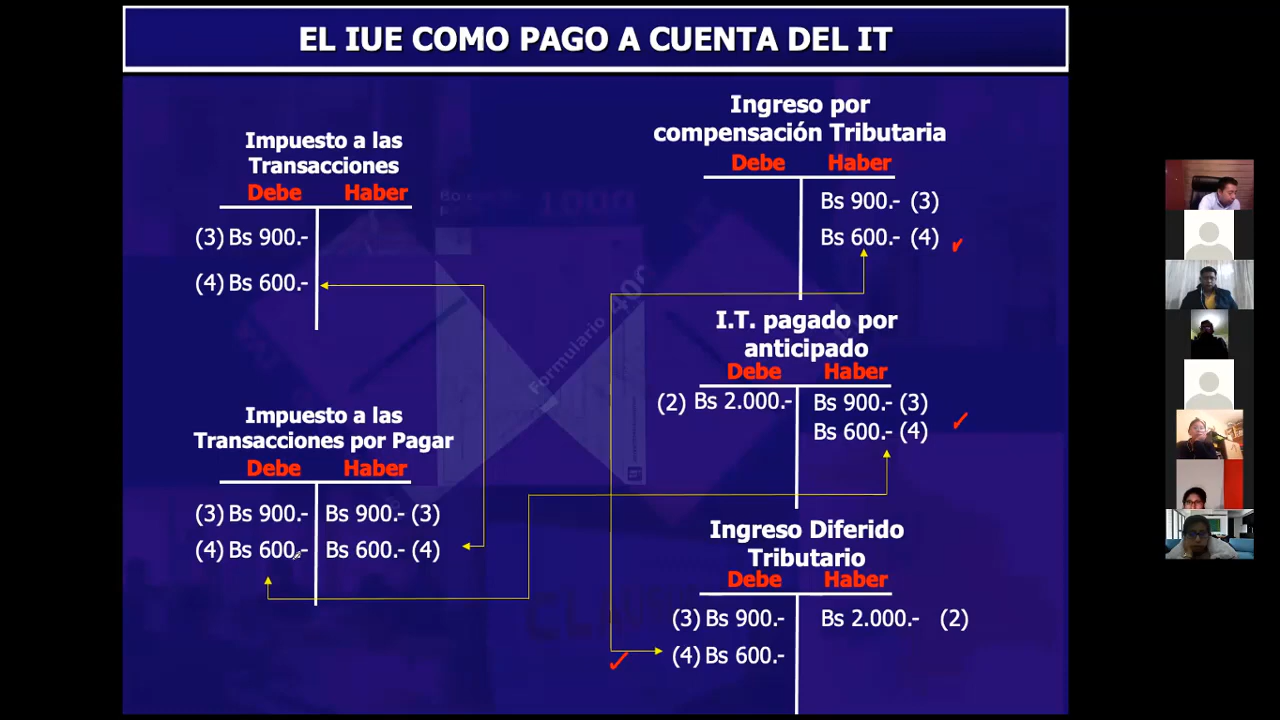 EL IUE COMO PAGO A CUENTA DEL IT
Impuesto a las
Transacciones
Debe Haber
(3) Bs 900.-
(4) Bs 600.-
Impuesto a las
Transacciones por Pagar
Debe Haber
(3) Bs 900.- Bs 900.- (3)
(4) Bs 600.- Bs 600.- (4)
Ingreso por
compensación Tributaria
Debe Haber
Bs 900.- (3)
Bs 600.- (4)
I.T. pagado por
anticipado
Debe Haber
(2) Bs 2.000.- Bs 900.- (3)
Bs 600.- (4)
Ingreso Diferido
Tributario
Debe Haber
(3) Bs 900.- Bs 2.000.- (2)
(4) Bs 600.-
Formulario 400